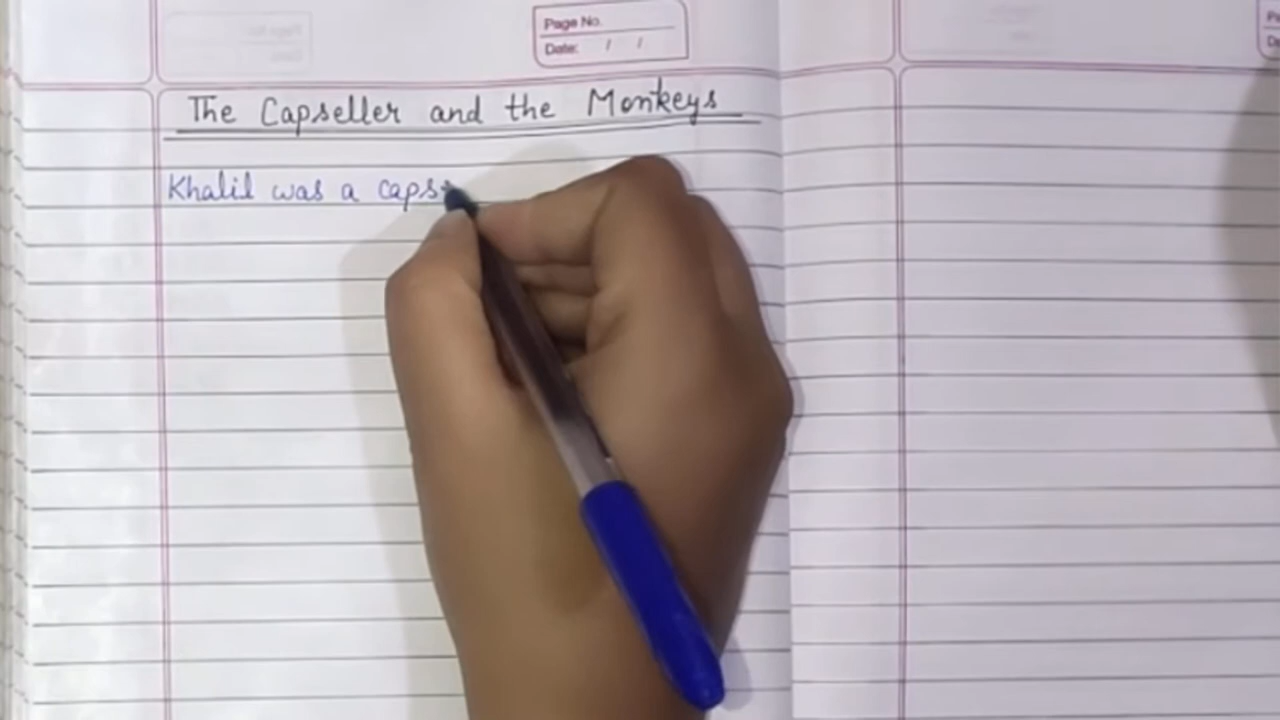 Page No.
Date: / /
The Capseller and the Monkeys
Khalil was a caps